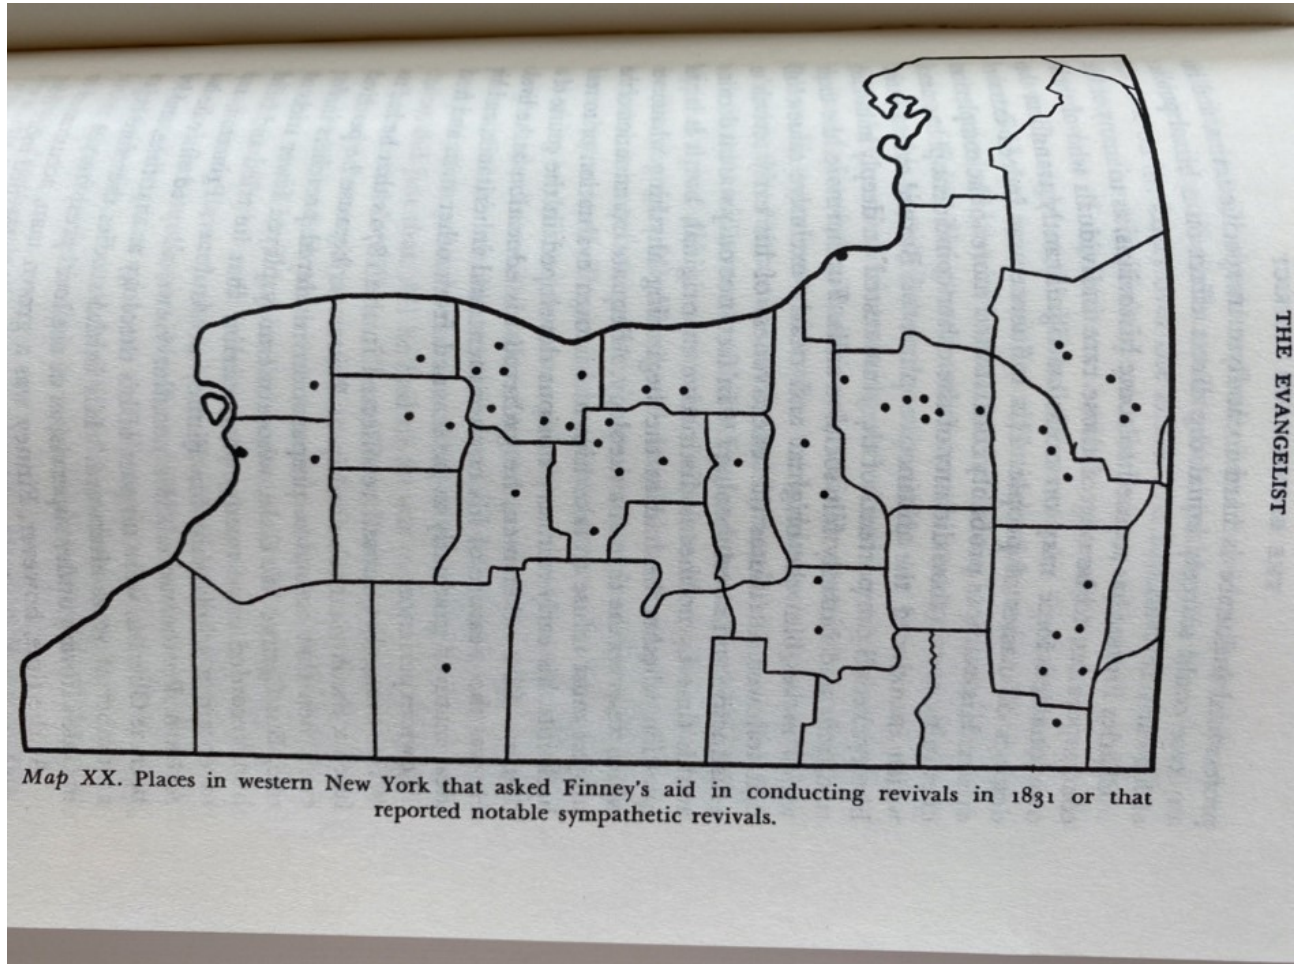 THE EVANGELIST
Map XX. Places in western New York that asked Finney's aid in conducting revivals in 1831 or that
reported notable sympathetic revivals.